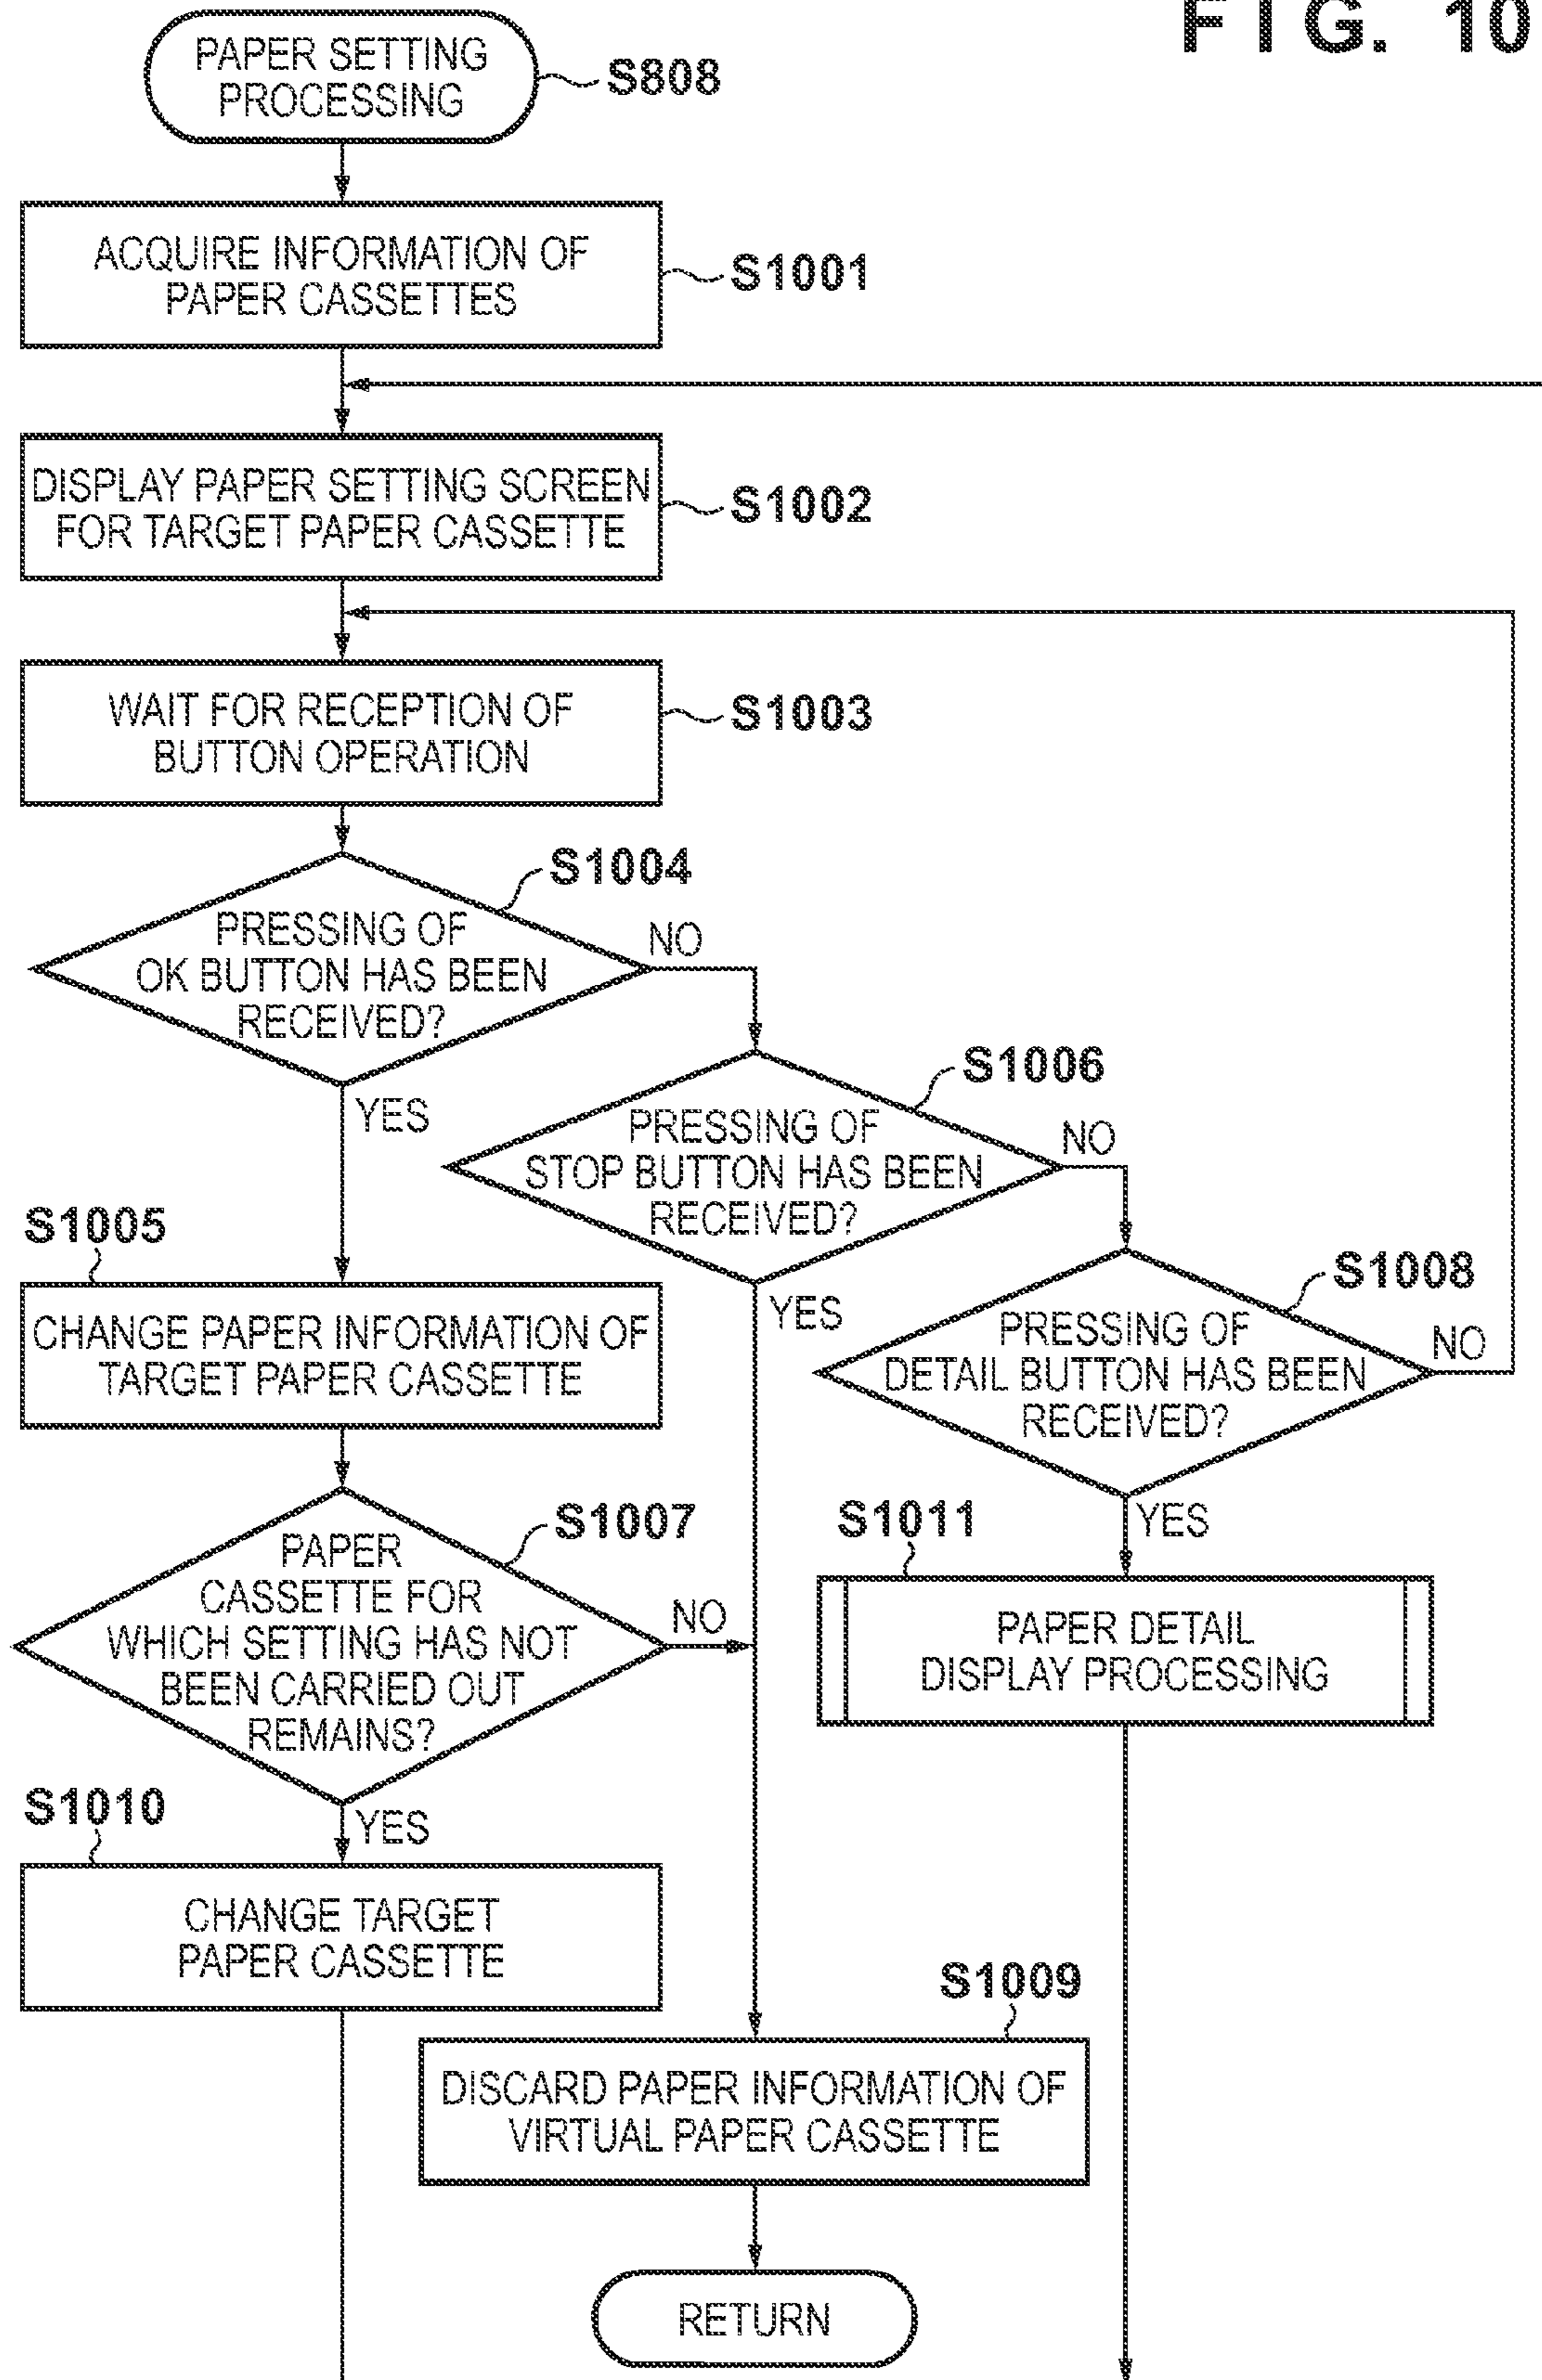 FIG. 10
PAPER SETTING
PROCESSING
S808
ACQUIRE INFORMATION OF
PAPER CASSETTES
S1001
DISPLAY PAPER SETTING SCREEN
FOR TARGET PAPER CASSETTE
S1002
WAIT FOR RECEPTION OF
BUTTON OPERATION
S1003
S1004
PRESSING OF
OK BUTTON HAS BEEN
RECEIVED?
NO
YES
S1006
PRESSING OF
STOP BUTTON HAS BEEN
RECEIVED?
NO
YES
S1005
CHANGE PAPER INFORMATION OF
TARGET PAPER CASSETTE
S1008
PRESSING OF
DETAIL BUTTON HAS BEEN
RECEIVED?
NO
YES
S1007
PAPER
CASSETTE FOR
WHICH SETTING HAS NOT
BEEN CARRIED OUT
REMAINS?
NO
YES
S1011
PAPER DETAIL
DISPLAY PROCESSING
S1010
CHANGE TARGET
PAPER CASSETTE
S1009
DISCARD PAPER INFORMATION OF
VIRTUAL PAPER CASSETTE
RETURN